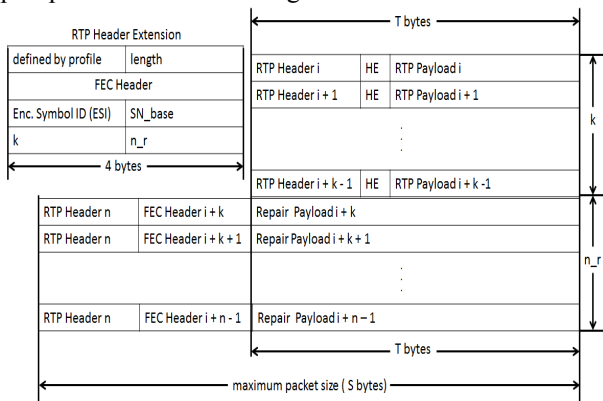 T bytes
RTP Header Extension
defined by profile length
FEC Header
Enc. Symbol ID (ESI) SN_base
k n_r
4 bytes
RTP Header i HE RTP Payload i
RTP Header i + 1 HE RTP Payload i + 1
RTP Header i + k - 1 HE RTP Payload i + k -1
k
RTP Header n FEC Header i + k Repair Payload i + k
RTP Header n FEC Header i + k + 1 Repair Payload i + k + 1
n_r
RTP Header n FEC Header i + n - 1 Repair Payload i + n – 1
T bytes
maximum packet size ( S bytes)